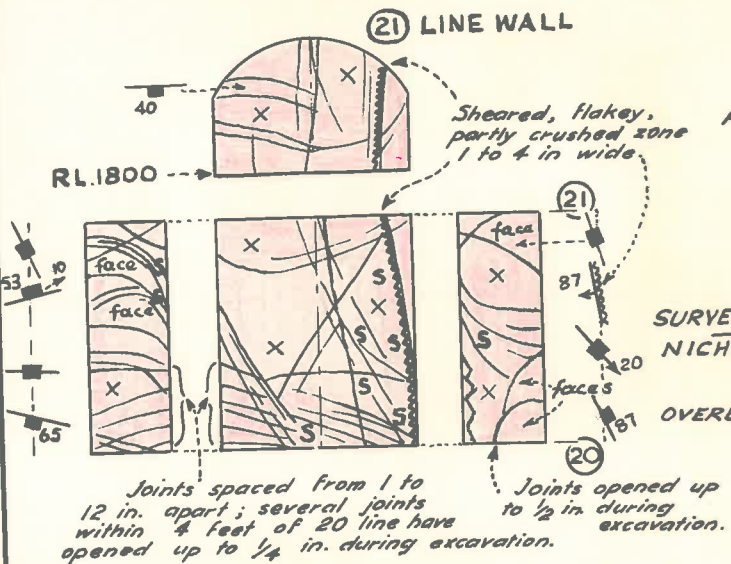 21 LINE WALL
40
Sheared, flakey,
partly crushed zone
1 to 4 in wide
RL.1800
21
face
face
53
10
S
87
face
S
S
SURVE
NICH
S
S
20
faces
S
S
65
87
OVERE
20
Joints spaced from 1 to
12 in. apart; several joints
within 4 feet of 20 line have
opened up to 1/4 in. during excavation.
Joints opened up
to 1/2 in. during
excavation.